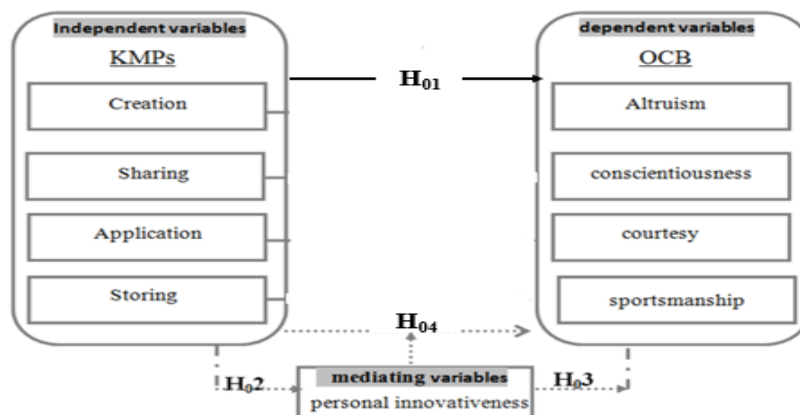 Independent variables
KMPs
Creation
Sharing
Application
Storing
H01
dependent variables
OCB
Altruism
conscientiousness
courtesy
sportsmanship
H04
H02
mediating variables
personal innovativeness
H03